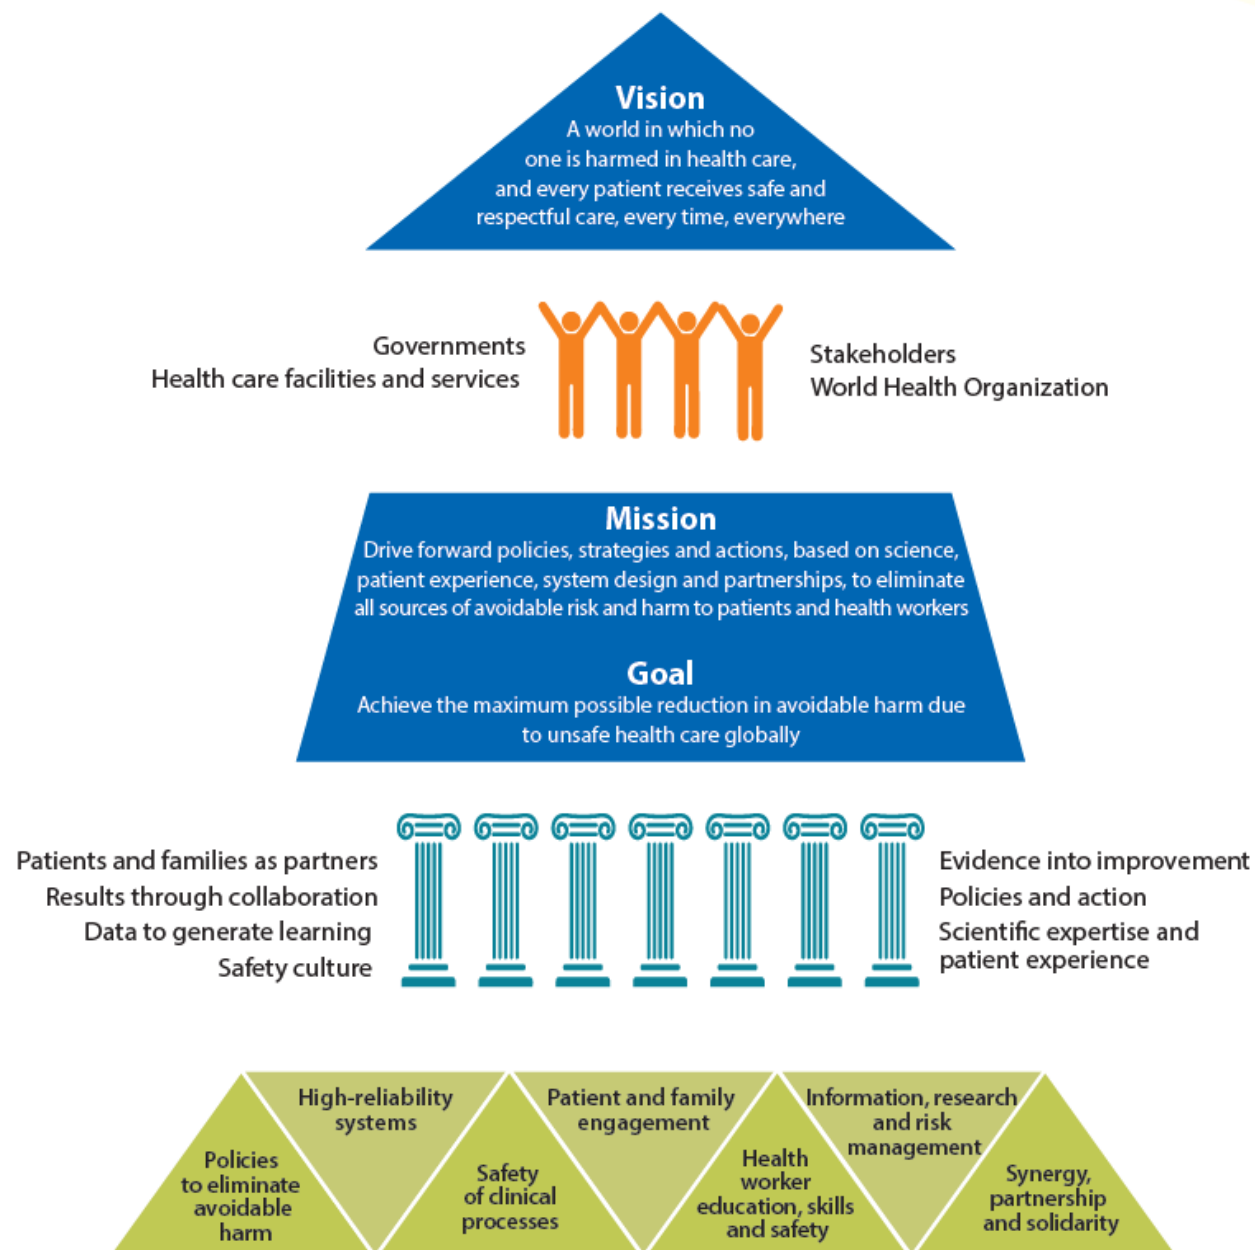 Vision
A world in which no
one is harmed in health care,
and every patient receives safe and
respectful care, every time, everywhere
Governments
Health care facilities and services
Stakeholders
World Health Organization
Mission
Drive forward policies, strategies and actions, based on science,
patient experience, system design and partnerships, to eliminate
all sources of avoidable risk and harm to patients and health workers
Goal
Achieve the maximum possible reduction in avoidable harm due
to unsafe health care globally
Patients and families as partners
Results through collaboration
Data to generate learning
Safety culture
Evidence into improvement
Policies and action
Scientific expertise and
patient experience
Policies
to eliminate
avoidable
harm
High-reliability
systems
Safety
of clinical
processes
Patient and family
engagement
Health
worker
education, skills
and safety
Information, research
and risk
management
Synergy,
partnership
and solidarity